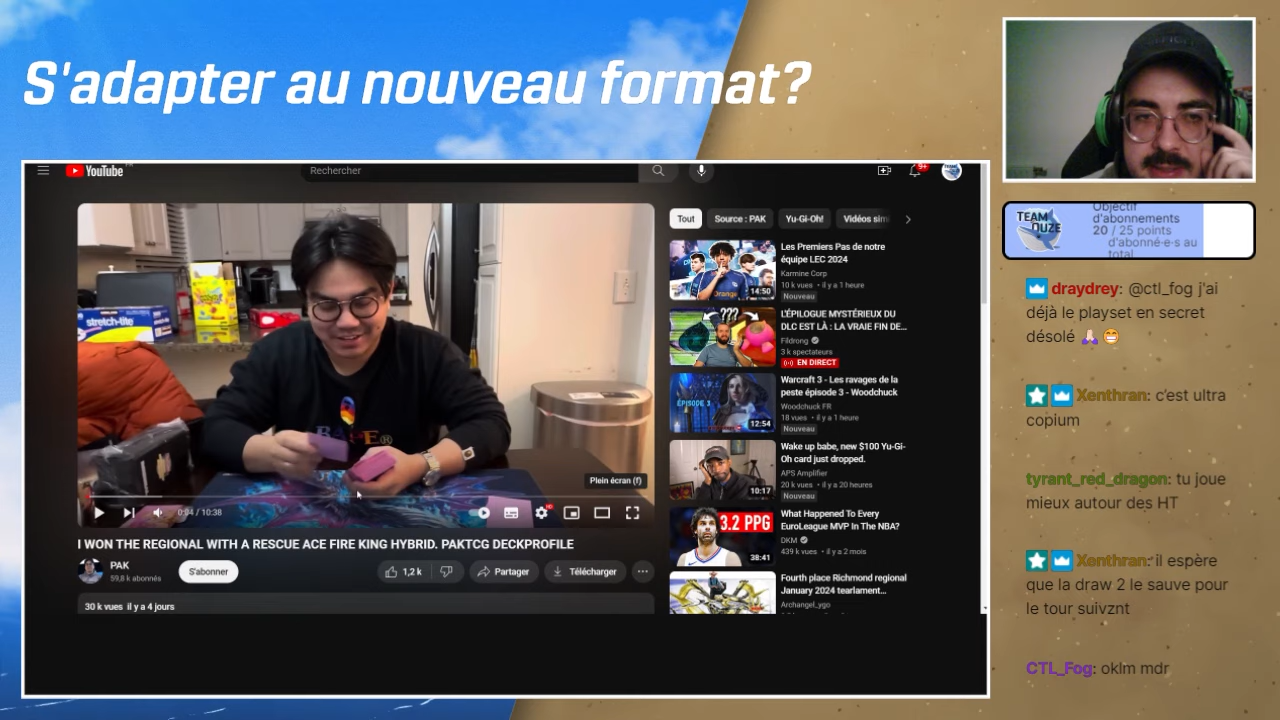 S'adapter au nouveau format?
YouTube
FR
Rechercher
9+
stretch-tite
Plein écran (f)
0:04 / 10:38
I WON THE REGIONAL WITH A RESCUE ACE FIRE KING HYBRID. PAKTCG DECKPROFILE
PAK
59,8 k abonnés
S'abonner
1,2 k
Partager
Télécharger
30 k vues il y a 4 jours
Tout
Source : PAK
Yu-Gi-Oh!
Vidéos sim
14:50
Les Premiers Pas de notre
équipe LEC 2024
Karmine Corp
10 k vues • il y a 1 heure
Nouveau
???
L'ÉPILOGUE MYSTÉRIEUX DU
DLC EST LÀ : LA VRAIE FIN DE...
Fildrong
3 k spectateurs
EN DIRECT
ÉPISODE 3
12:54
Warcraft 3 - Les ravages de la
peste épisode 3 - Woodchuck
Woodchuck FR
18 vues • il y a 1 heure
Nouveau
10:17
Wake up babe, new $100 Yu-Gi-
Oh card just dropped.
APS Amplifier
20 k vues • il y a 20 heures
Nouveau
3.2 PPG
38:41
What Happened To Every
EuroLeague MVP In The NBA?
DKM
439 k vues • il y a 2 mois
Fourth place Richmond regional
January 2024 tearlament...
Archangel_ygo
TEAM
OUZE
Objectif
d'abonnements
20 / 25 points
d'abonné·e·s au
total
draydrey: @ctl_fog j'ai
déjà le playset en secret
désolé 🙏🏻 😁
Xenthran: c'est ultra
copium
tyrant_red_dragon: tu joue
mieux autour des HT
Xenthran: il espère
que la draw 2 le sauve pour
le tour suivznt
CTL_Fog: oklm mdr